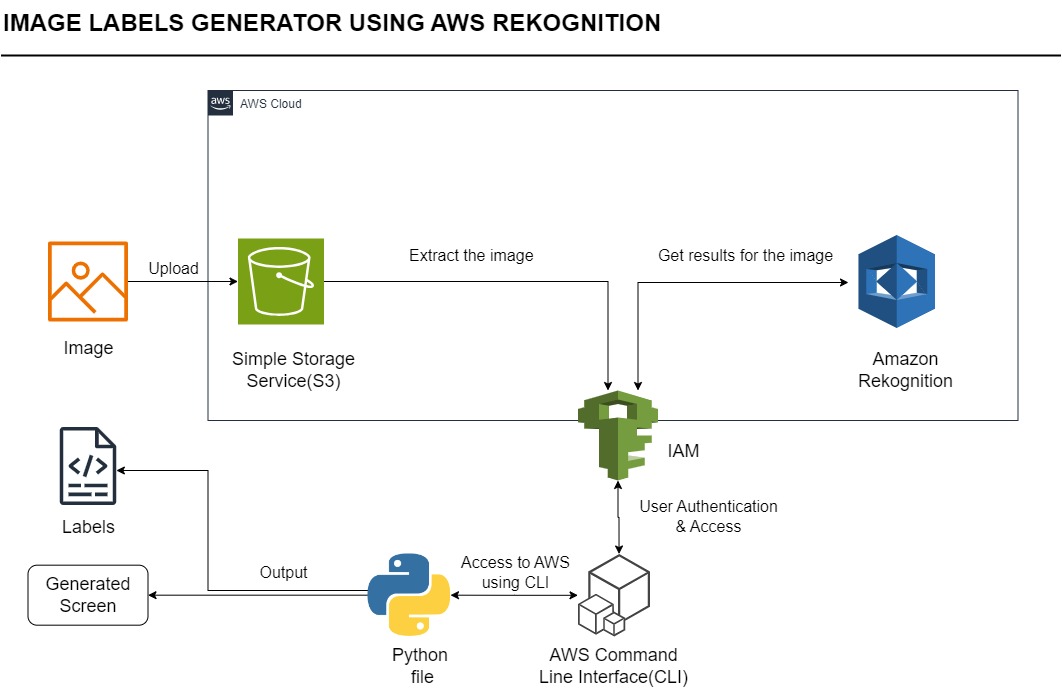 IMAGE LABELS GENERATOR USING AWS REKOGNITION
aws
AWS Cloud
Upload
Extract the image
Get results for the image
Image
Simple Storage
Service(S3)
Amazon
Rekognition
IAM
</>
Labels
User Authentication
& Access
Generated
Screen
Output
Access to AWS
using CLI
Python
file
AWS Command
Line Interface(CLI)